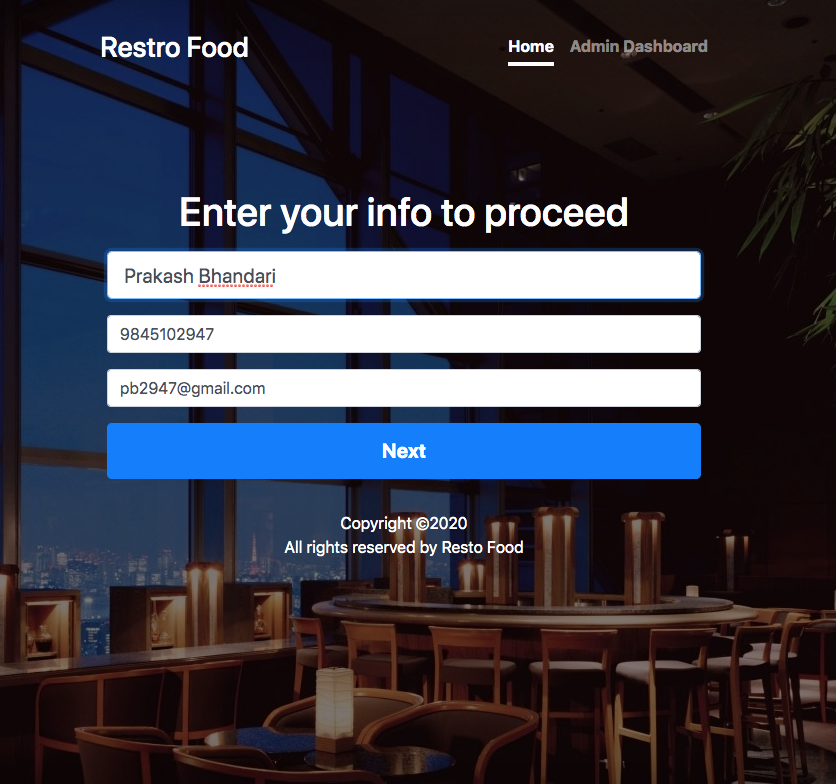 Restro Food
Home Admin Dashboard
Enter your info to proceed
Prakash Bhandari
9845102947
pb2947@gmail.com
Next
Copyright ©2020
All rights reserved by Resto Food